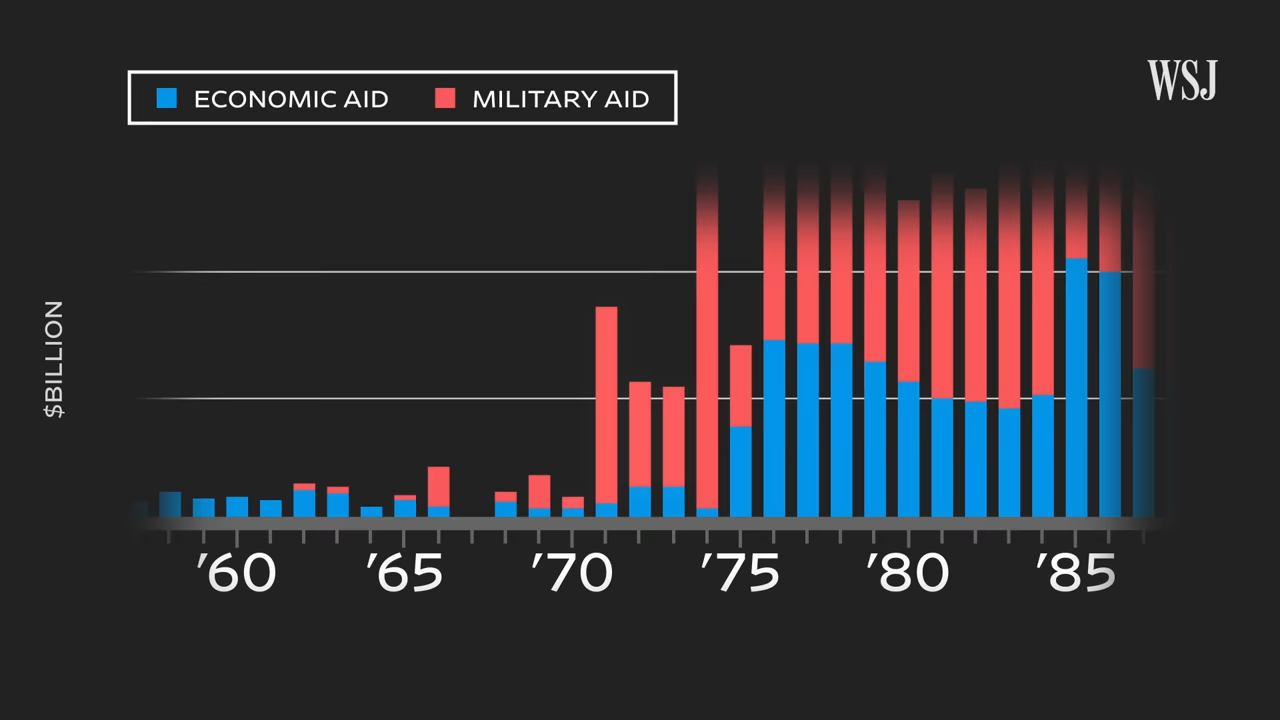 ECONOMIC AID
MILITARY AID
WSJ
$BILLION
’60
’65
’70
’75
’80
’85